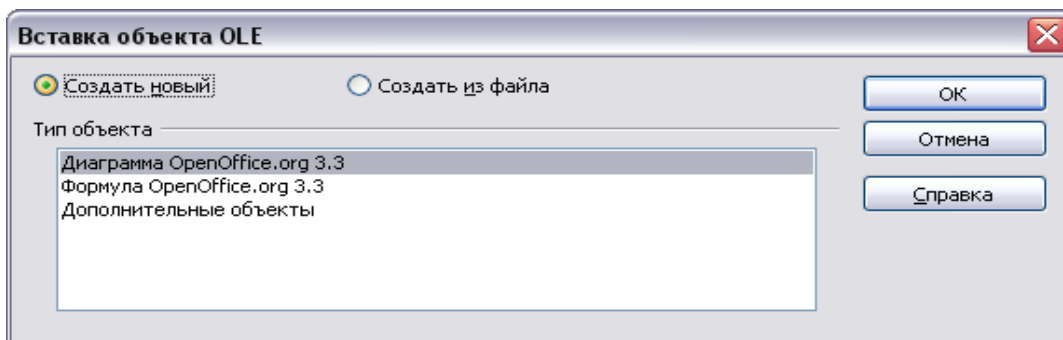 Вставка объекта OLE
Создать новый Создать из файла
ОК
Тип объекта
Отмена
Диаграмма OpenOffice.org 3.3
Формула OpenOffice.org 3.3
Дополнительные объекты
Справка